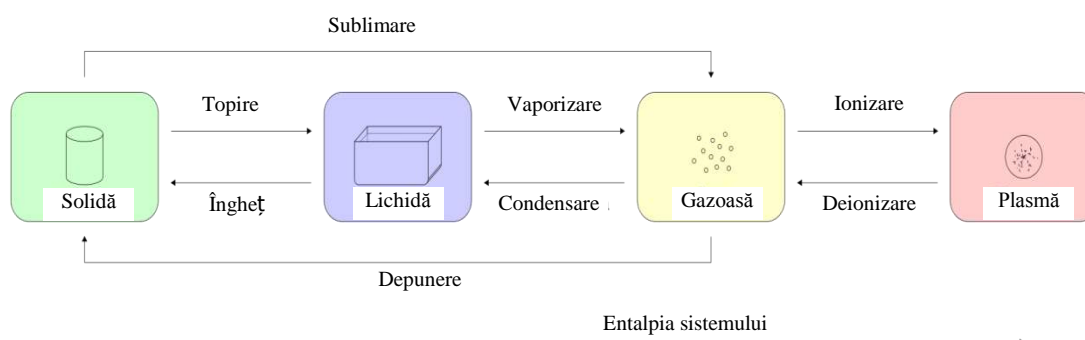 Sublimare
Topire
Vaporizare
Ionizare
Solidă
Îngheț
Lichidă
Condensare
Gazoasă
Deionizare
Plasmă
Depunere
Entalpia sistemului